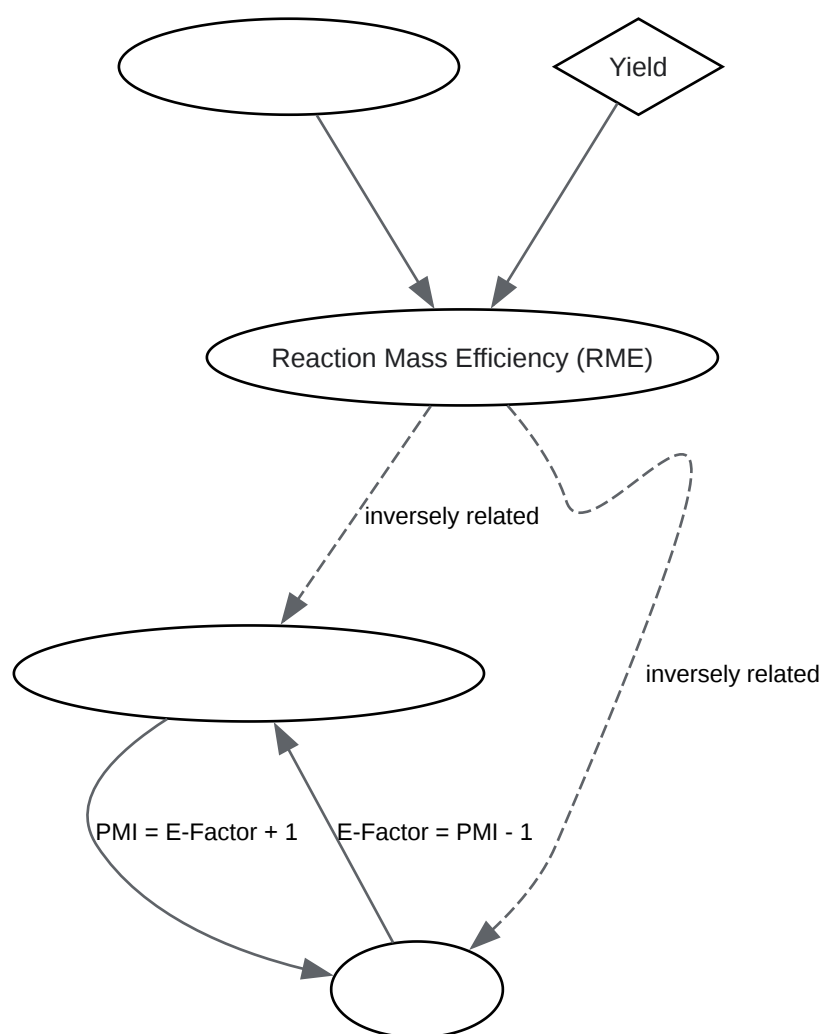 Yield
Reaction Mass Efficiency (RME)
inversely related
inversely related
PMI = E-Factor + 1
E-Factor = PMI - 1